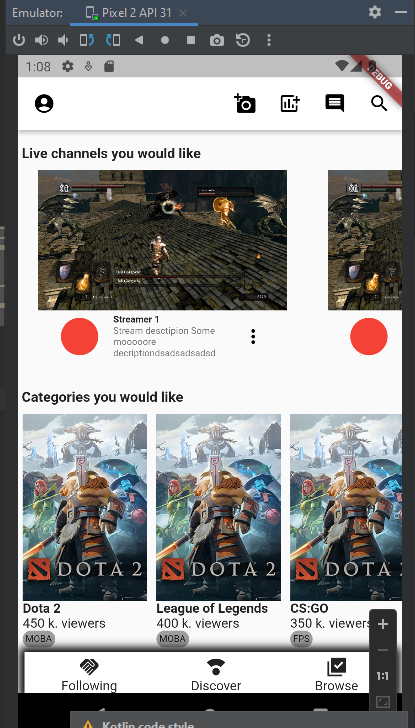 Emulator:
Pixel 2 API 31
1:08
DEBUG
Live channels you would like
Streamer 1
Stream desctipion Some
mooooore
decriptiondsadsadsadsd
Categories you would like
DOTA 2
DOTA 2
DOTA 2
Dota 2
League of Legends
CS:GO
450 k. viewers
400 k. viewers
350 k. viewers
MOBA
MOBA
FPS
1:1
Following
Discover
Browse
Kotlin code style